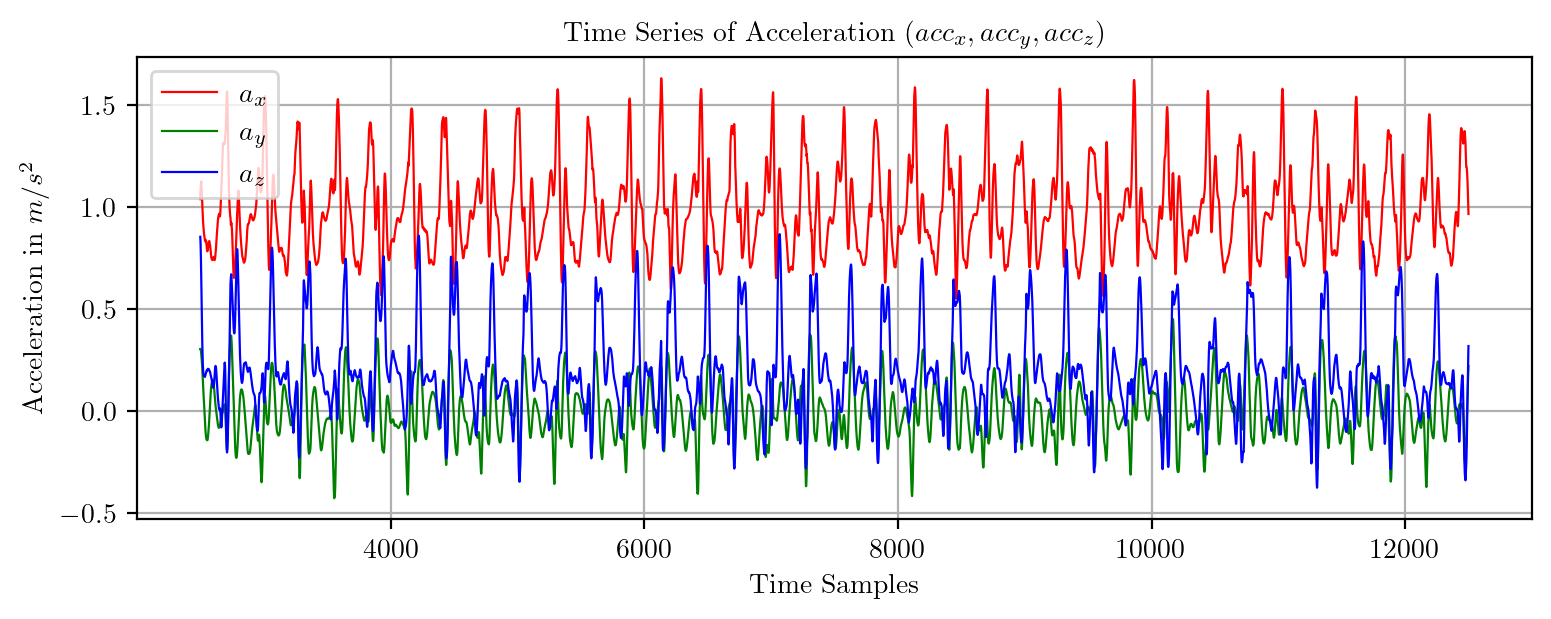 Time Series of Acceleration (acc_x, acc_y, acc_z)
a_x
a_y
a_z
Acceleration in m/s²
1.5
1.0
0.5
0.0
−0.5
4000 6000 8000 10000 12000
Time Samples